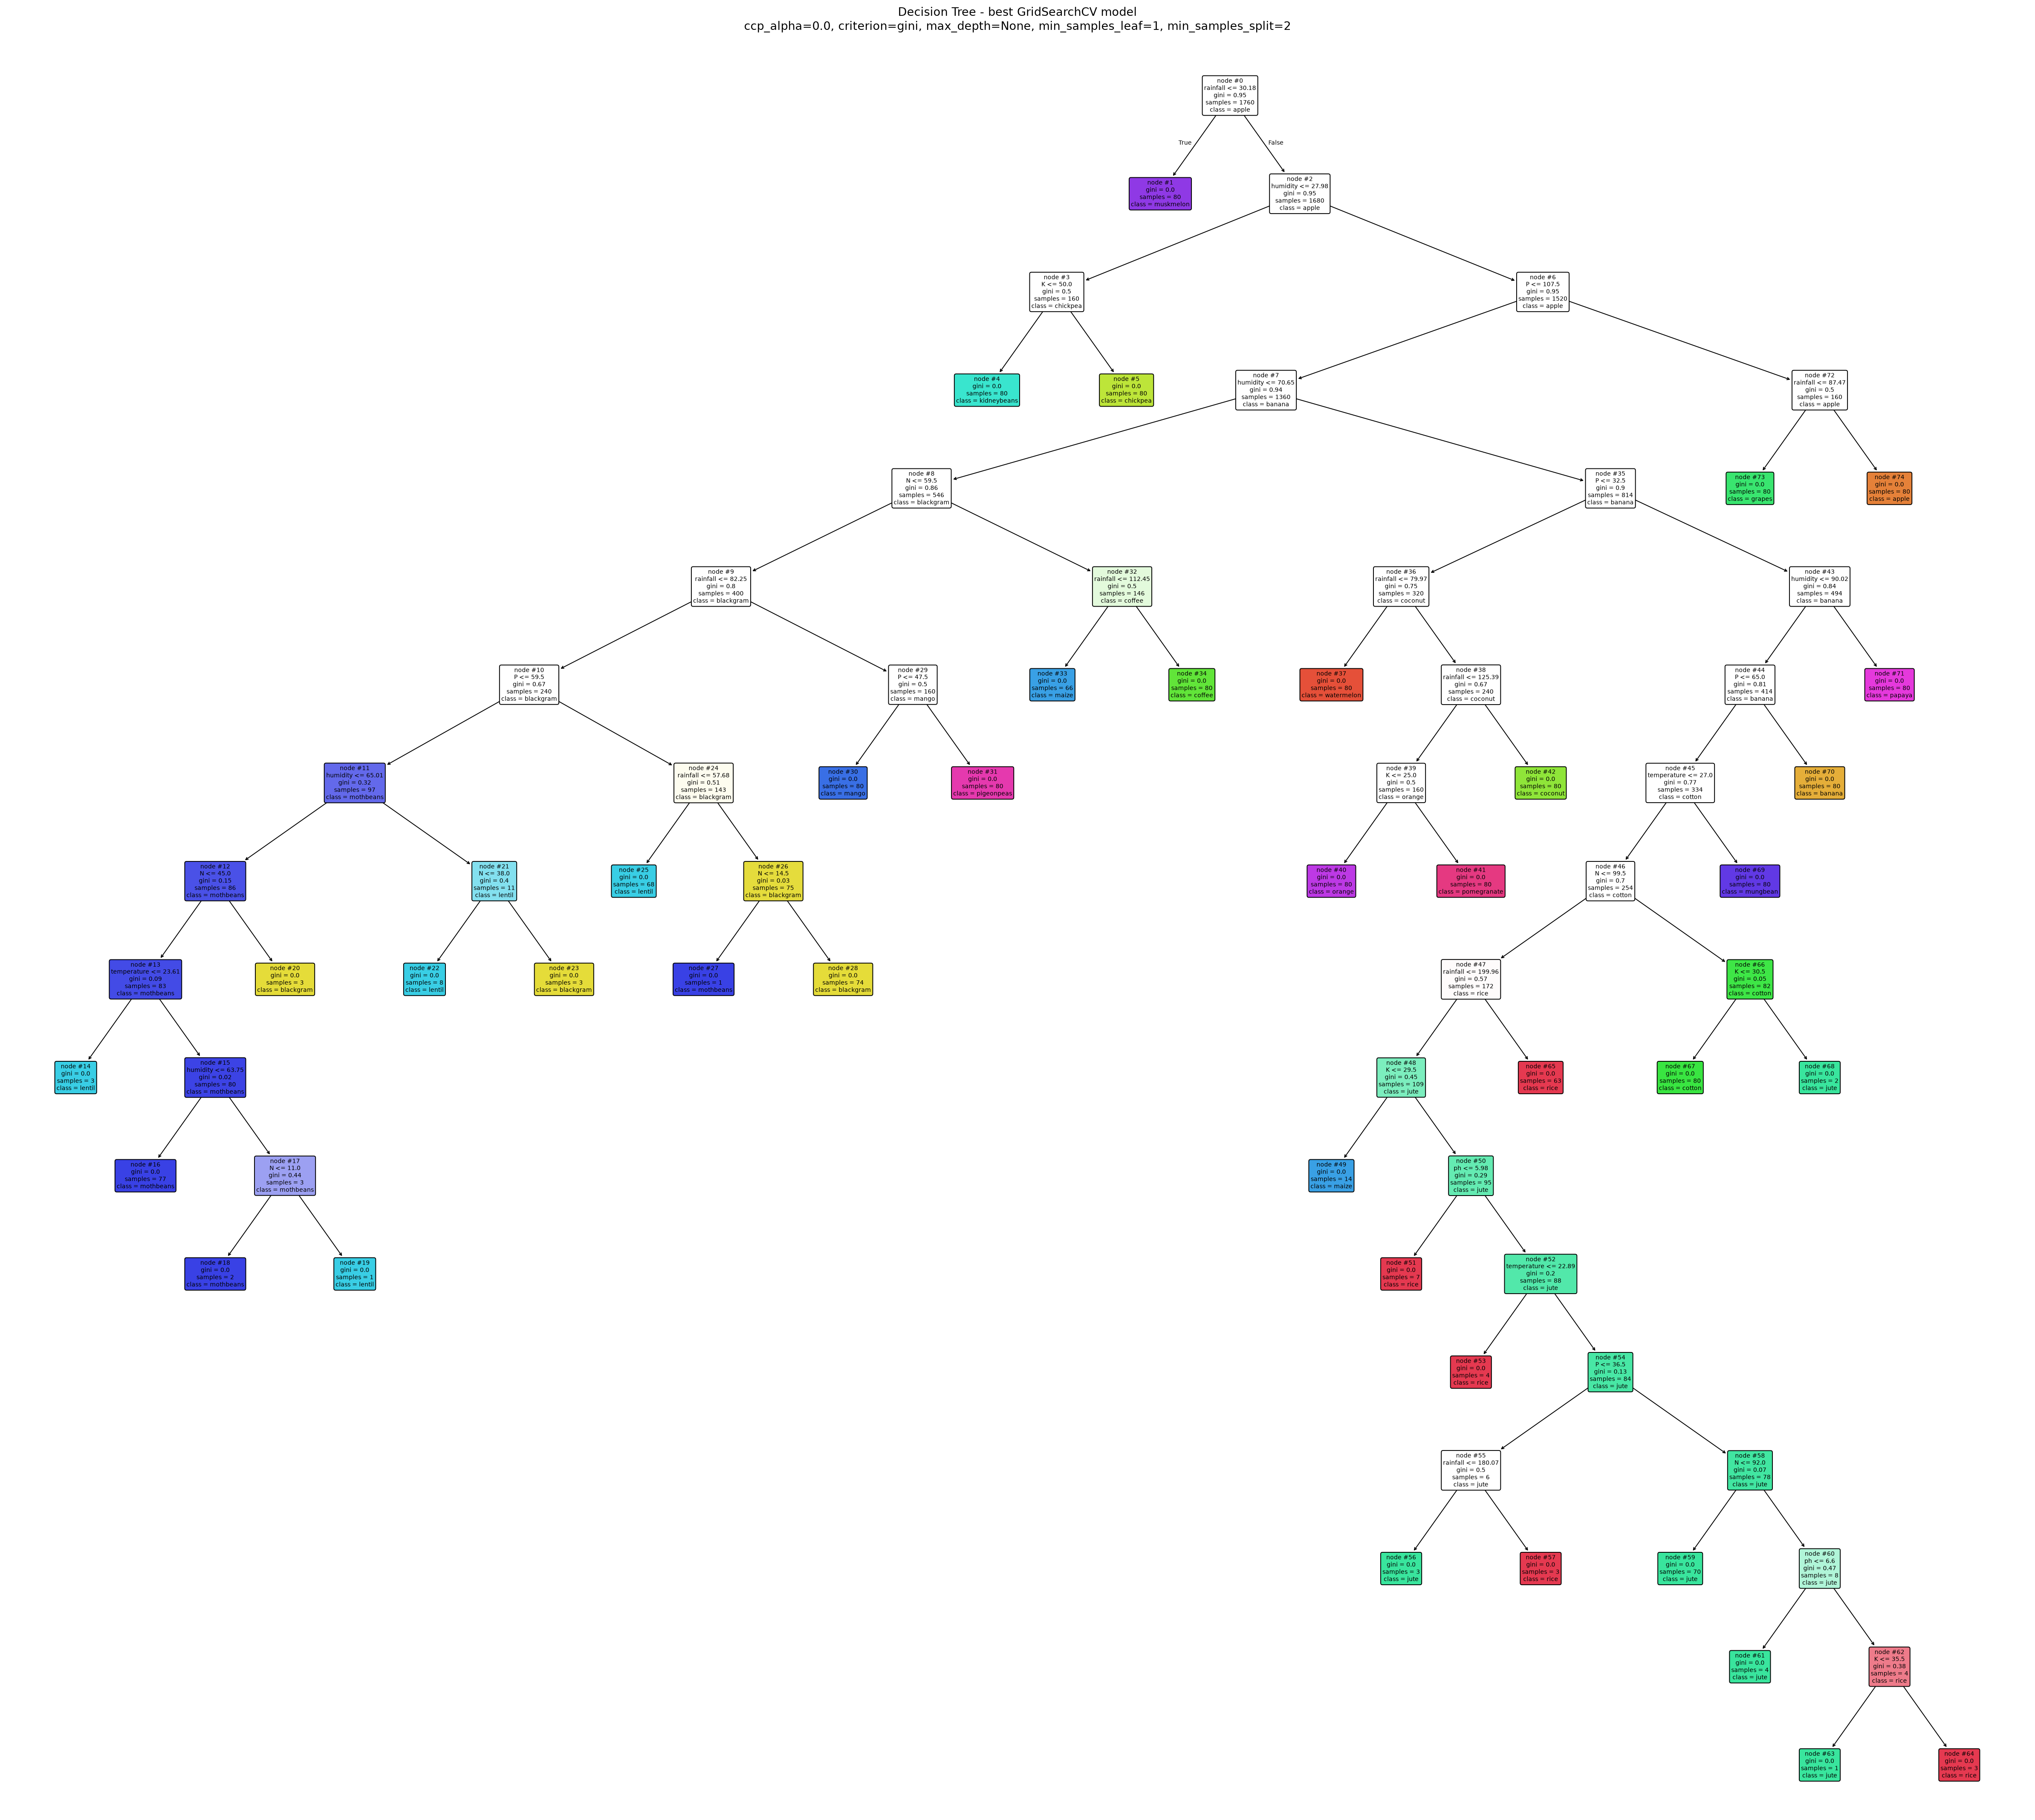 Decision Tree - best GridSearchCV model
ccp_alpha=0.0, criterion=gini, max_depth=None, min_samples_leaf=1, min_samples_split=2
node #0
rainfall <= 30.18
gini = 0.95
samples = 1760
class = apple
True
False
node #1
gini = 0.0
samples = 80
class = muskmelon
node #2
humidity <= 27.98
gini = 0.95
samples = 1680
class = apple
node #3
K <= 50.0
gini = 0.5
samples = 160
class = chickpea
node #6
P <= 107.5
gini = 0.95
samples = 1520
class = apple
node #4
gini = 0.0
samples = 80
class = kidneybeans
node #5
gini = 0.0
samples = 80
class = chickpea
node #7
humidity <= 70.65
gini = 0.94
samples = 1360
class = banana
node #72
rainfall <= 87.47
gini = 0.5
samples = 160
class = apple
node #8
N <= 59.5
gini = 0.86
samples = 546
class = blackgram
node #35
P <= 32.5
gini = 0.9
samples = 814
class = banana
node #73
gini = 0.0
samples = 80
class = grapes
node #74
gini = 0.0
samples = 80
class = apple
node #9
rainfall <= 82.25
gini = 0.8
samples = 400
class = blackgram
node #32
rainfall <= 112.45
gini = 0.5
samples = 146
class = coffee
node #36
rainfall <= 79.97
gini = 0.75
samples = 320
class = coconut
node #43
humidity <= 90.02
gini = 0.84
samples = 494
class = banana
node #10
P <= 59.5
gini = 0.67
samples = 240
class = blackgram
node #29
P <= 47.5
gini = 0.5
samples = 160
class = mango
node #33
gini = 0.0
samples = 66
class = maize
node #34
gini = 0.0
samples = 80
class = coffee
node #37
gini = 0.0
samples = 80
class = watermelon
node #38
rainfall <= 125.39
gini = 0.67
samples = 240
class = coconut
node #44
P <= 65.0
gini = 0.81
samples = 414
class = banana
node #71
gini = 0.0
samples = 80
class = papaya
node #11
humidity <= 65.01
gini = 0.32
samples = 97
class = mothbeans
node #24
rainfall <= 57.68
gini = 0.51
samples = 143
class = blackgram
node #30
gini = 0.0
samples = 80
class = mango
node #31
gini = 0.0
samples = 80
class = pigeonpeas
node #39
K <= 25.0
gini = 0.5
samples = 160
class = orange
node #42
gini = 0.0
samples = 80
class = coconut
node #45
temperature <= 27.0
gini = 0.77
samples = 334
class = cotton
node #70
gini = 0.0
samples = 80
class = banana
node #12
N <= 45.0
gini = 0.15
samples = 86
class = mothbeans
node #21
N <= 38.0
gini = 0.4
samples = 11
class = lentil
node #25
gini = 0.0
samples = 68
class = lentil
node #26
N <= 14.5
gini = 0.03
samples = 75
class = blackgram
node #40
gini = 0.0
samples = 80
class = orange
node #41
gini = 0.0
samples = 80
class = pomegranate
node #46
N <= 99.5
gini = 0.7
samples = 254
class = cotton
node #69
gini = 0.0
samples = 80
class = mungbean
node #13
temperature <= 23.61
gini = 0.09
samples = 83
class = mothbeans
node #20
gini = 0.0
samples = 3
class = blackgram
node #22
gini = 0.0
samples = 8
class = lentil
node #23
gini = 0.0
samples = 3
class = blackgram
node #27
gini = 0.0
samples = 1
class = mothbeans
node #28
gini = 0.0
samples = 74
class = blackgram
node #47
rainfall <= 199.96
gini = 0.57
samples = 172
class = rice
node #66
K <= 30.5
gini = 0.05
samples = 82
class = cotton
node #14
gini = 0.0
samples = 3
class = lentil
node #15
humidity <= 63.75
gini = 0.02
samples = 80
class = mothbeans
node #48
K <= 29.5
gini = 0.45
samples = 109
class = jute
node #65
gini = 0.0
samples = 63
class = rice
node #67
gini = 0.0
samples = 80
class = cotton
node #68
gini = 0.0
samples = 2
class = jute
node #16
gini = 0.0
samples = 77
class = mothbeans
node #17
N <= 11.0
gini = 0.44
samples = 3
class = mothbeans
node #49
gini = 0.0
samples = 14
class = maize
node #50
ph <= 5.98
gini = 0.29
samples = 95
class = jute
node #18
gini = 0.0
samples = 2
class = mothbeans
node #19
gini = 0.0
samples = 1
class = lentil
node #51
gini = 0.0
samples = 7
class = rice
node #52
temperature <= 22.89
gini = 0.2
samples = 88
class = jute
node #53
gini = 0.0
samples = 4
class = rice
node #54
P <= 36.5
gini = 0.13
samples = 84
class = jute
node #55
rainfall <= 180.07
gini = 0.5
samples = 6
class = jute
node #58
N <= 92.0
gini = 0.07
samples = 78
class = jute
node #56
gini = 0.0
samples = 3
class = jute
node #57
gini = 0.0
samples = 3
class = rice
node #59
gini = 0.0
samples = 70
class = jute
node #60
ph <= 6.6
gini = 0.47
samples = 8
class = jute
node #61
gini = 0.0
samples = 4
class = jute
node #62
K <= 35.5
gini = 0.38
samples = 4
class = rice
node #63
gini = 0.0
samples = 1
class = jute
node #64
gini = 0.0
samples = 3
class = rice